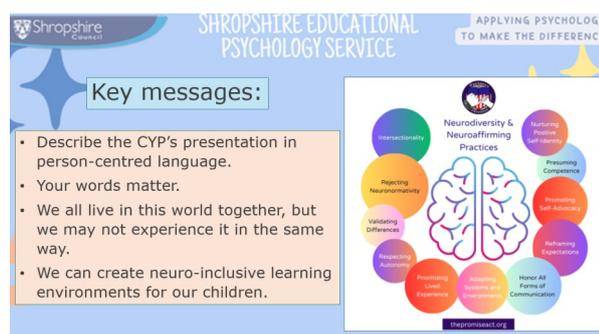 Shropshire
Council
SHROPSHIRE EDUCATIONAL
PSYCHOLOGY SERVICE
APPLYING PSYCHOLOG
TO MAKE THE DIFFERENC
Key messages:
• Describe the CYP's presentation in
person-centred language.
• Your words matter.
• We all live in this world together, but
we may not experience it in the same
way.
• We can create neuro-inclusive learning
environments for our children.
Neurodiversity &
Neuroaffirming
Practices
Intersectionality
Rejecting
Neuronormativity
Validating
Differences
Respecting
Autonomy
Prioritizing
Lived
Experience
Adapting
Systems and
Environments
Honor All
Forms of
Communication
Reframing
Expectations
Promoting
Self-Advocacy
Presuming
Competence
Nurturing
Positive
Self-Identity
thepromiseact.org